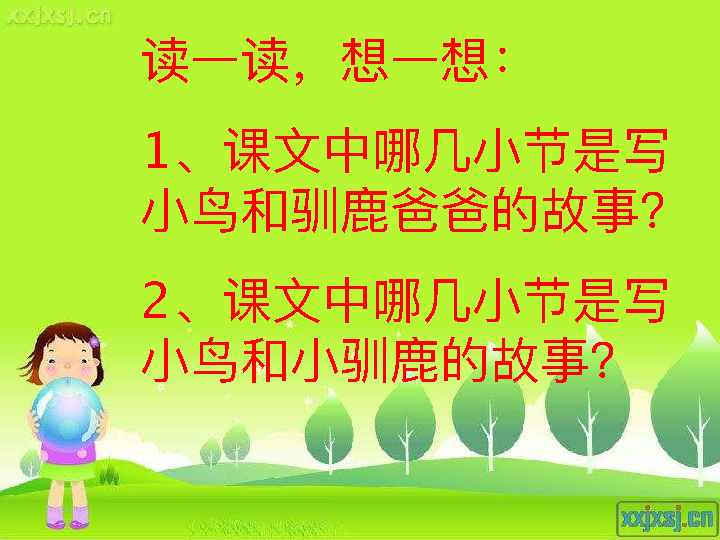 xxjxsj.cn
读一读，想一想：
1、课文中哪几小节是写
小鸟和驯鹿爸爸的故事？
2、课文中哪几小节是写
小鸟和小驯鹿的故事？
xxjxsj.cn